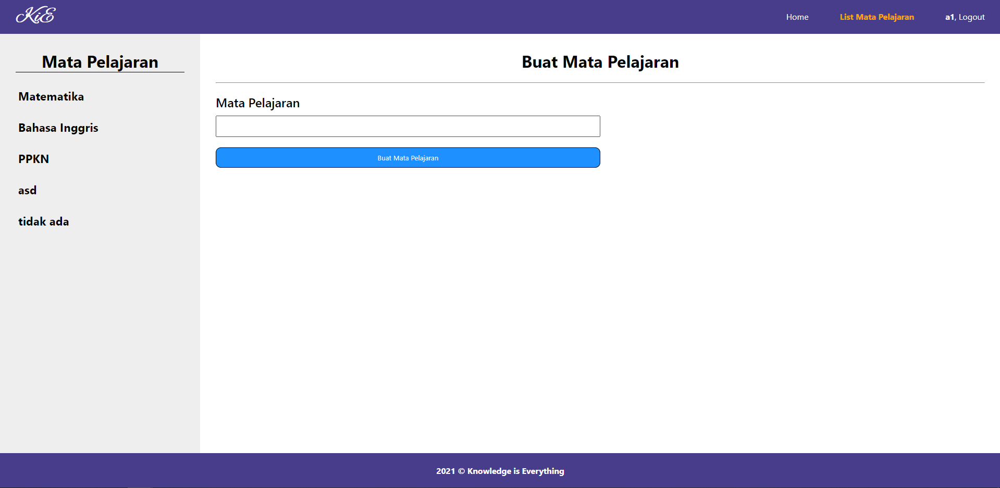 KiE
Home
List Mata Pelajaran
a1, Logout
Mata Pelajaran
Matematika
Bahasa Inggris
PPKN
asd
tidak ada
Buat Mata Pelajaran
Mata Pelajaran
Buat Mata Pelajaran
2021 © Knowledge is Everything